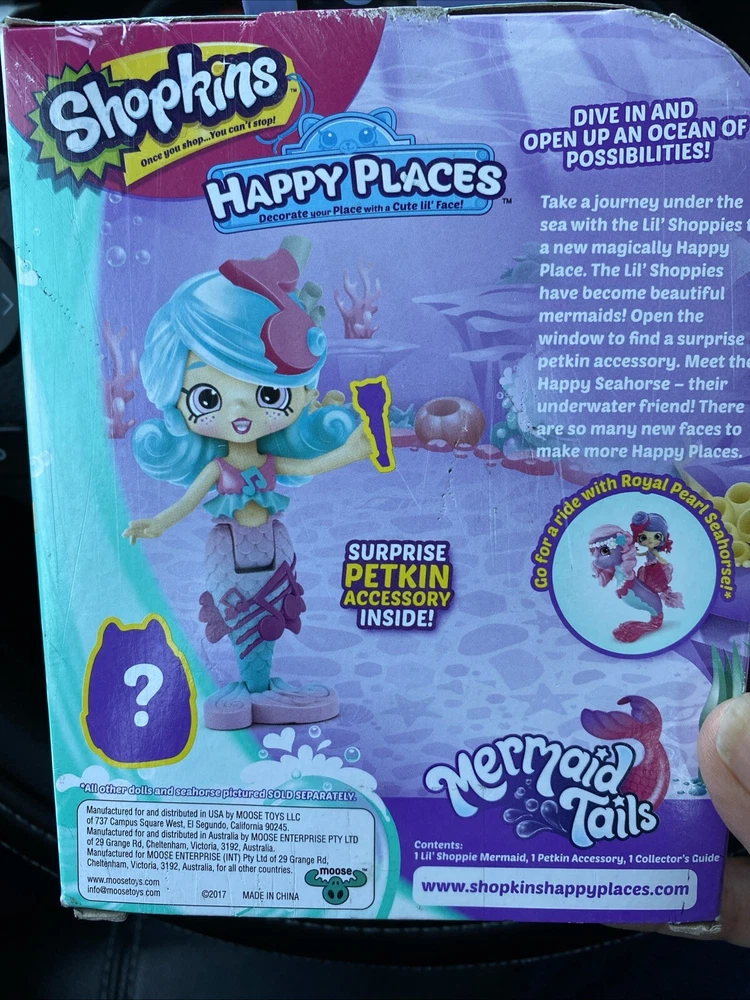 Shopkins™
Once you shop...You can't stop!
HAPPY PLACES™
Decorate your Place with a Cute lil' Face!
DIVE IN AND
OPEN UP AN OCEAN OF
POSSIBILITIES!
Take a journey under the
sea with the Lil' Shoppies
a new magically Happy
Place. The Lil' Shoppies
have become beautiful
mermaids! Open the
window to find a surprise
petkin accessory. Meet the
Happy Seahorse – their
underwater friend! There
are so many new faces to
make more Happy Places.
Go for a ride with Royal Pearl Seahorse!*
SURPRISE
PETKIN
ACCESSORY
INSIDE!
?
Mermaid
Tails
*All other dolls and seahorse pictured SOLD SEPARATELY.
Manufactured for and distributed in USA by MOOSE TOYS LLC
of 737 Campus Square West, El Segundo, California 90245.
Manufactured for and distributed in Australia by MOOSE ENTERPRISE PTY LTD
of 29 Grange Rd, Cheltenham, Victoria, 3192, Australia.
Manufactured for MOOSE ENTERPRISE (INT) Pty Ltd of 29 Grange Rd,
Cheltenham, Victoria, 3192, Australia, for all other countries.
www.moosetoys.com
info@moosetoys.com
©2017 MADE IN CHINA
moose™
Contents:
1 Lil' Shoppie Mermaid, 1 Petkin Accessory, 1 Collector's Guide
www.shopkinshappyplaces.com